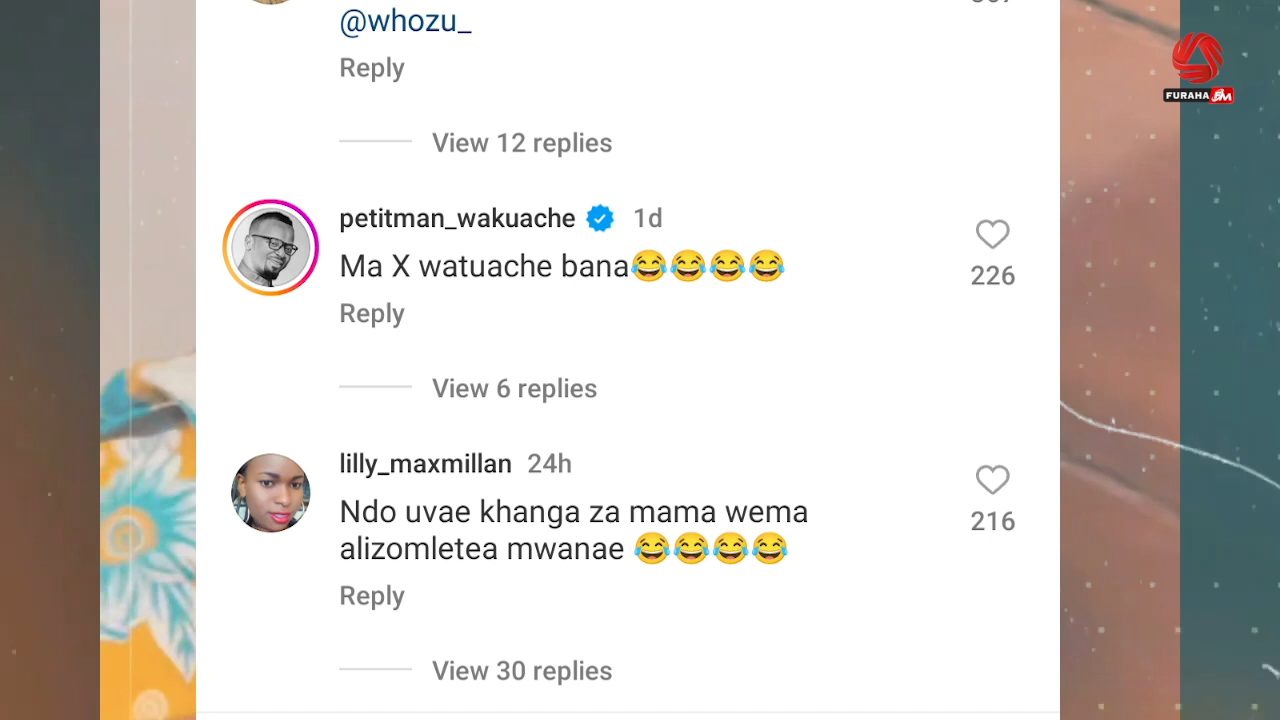 @whozu_
Reply
FURAHA FM
View 12 replies
petitman_wakuache 1d
Ma X watuache bana😂😂😂😂
226
Reply
View 6 replies
lilly_maxmillan 24h
Ndo uvae khanga za mama wema
alizomletea mwanae 😂😂😂😂
216
Reply
View 30 replies